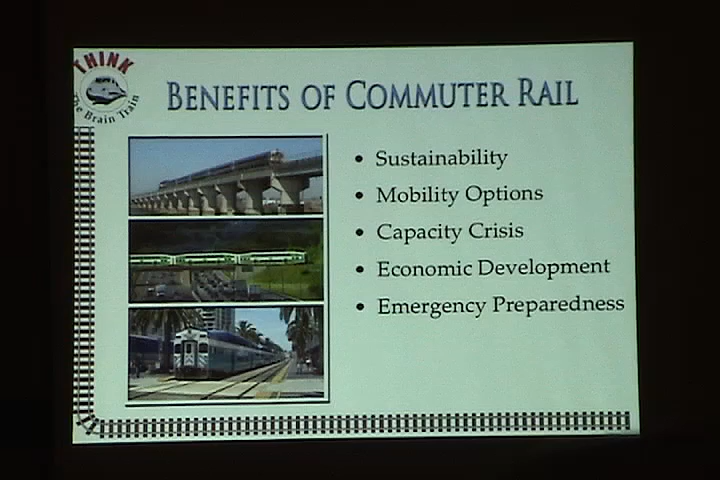 THINK
The Brain Train
BENEFITS OF COMMUTER RAIL
• Sustainability
• Mobility Options
• Capacity Crisis
• Economic Development
• Emergency Preparedness